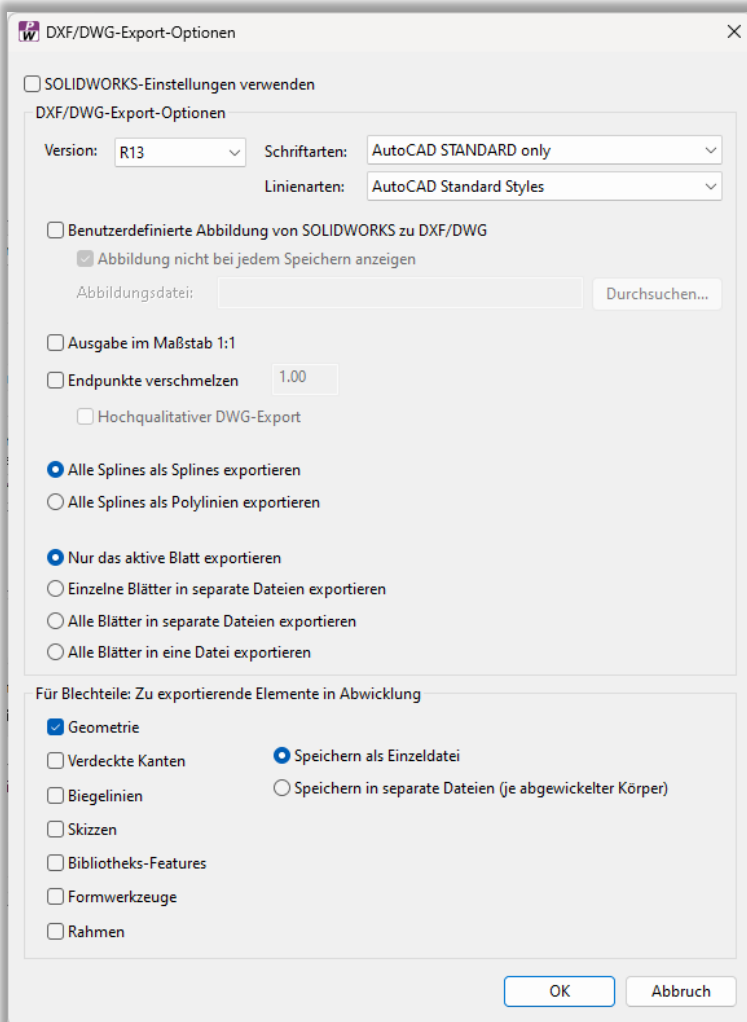 PW DXF/DWG-Export-Optionen
SOLIDWORKS-Einstellungen verwenden
DXF/DWG-Export-Optionen
Version: R13 Schriftarten: AutoCAD STANDARD only
Linienarten: AutoCAD Standard Styles
Benutzerdefinierte Abbildung von SOLIDWORKS zu DXF/DWG
Abbildung nicht bei jedem Speichern anzeigen
Abbildungsdatei: Durchsuchen...
Ausgabe im Maßstab 1:1
Endpunkte verschmelzen 1.00
Hochqualitativer DWG-Export
Alle Splines als Splines exportieren
Alle Splines als Polylinien exportieren
Nur das aktive Blatt exportieren
Einzelne Blätter in separate Dateien exportieren
Alle Blätter in separate Dateien exportieren
Alle Blätter in eine Datei exportieren
Für Blechteile: Zu exportierende Elemente in Abwicklung
Geometrie
Verdeckte Kanten Speichern als Einzeldatei
Biegelinien Speichern in separate Dateien (je abgewickelter Körper)
Skizzen
Bibliotheks-Features
Formwerkzeuge
Rahmen
OK Abbruch